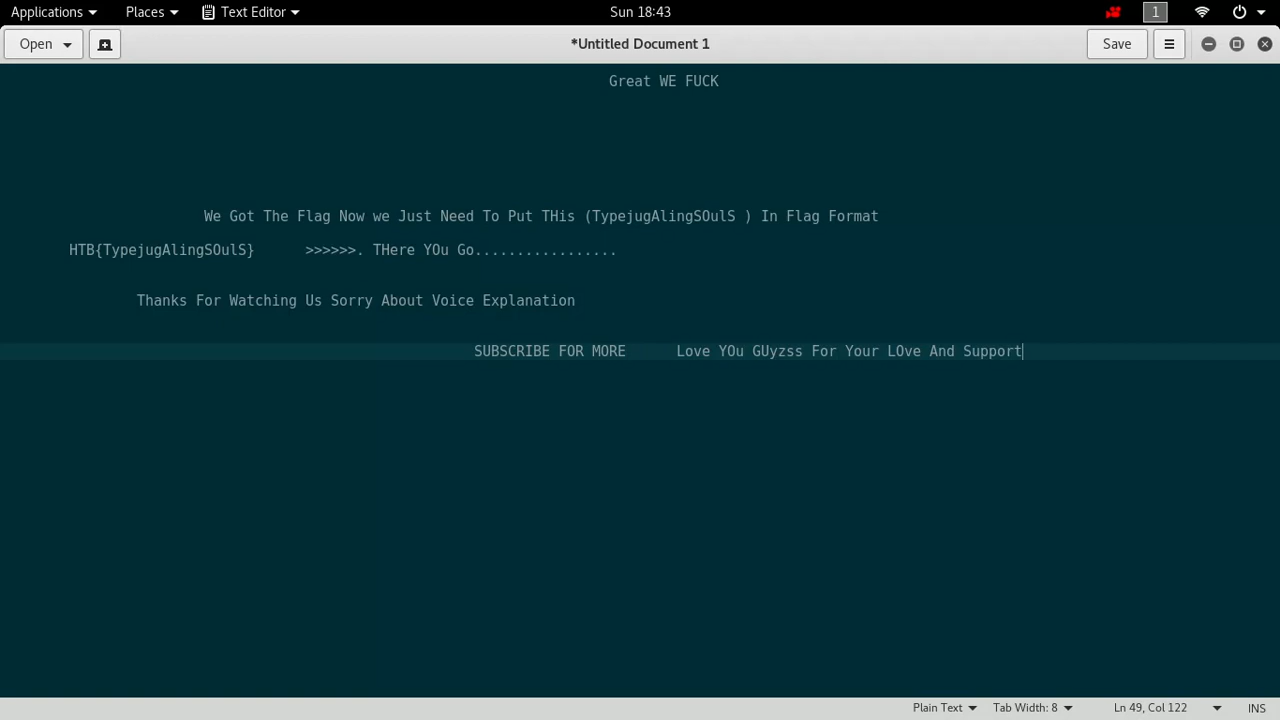 Applications Places Text Editor Sun 18:43 1
Open *Untitled Document 1 Save
Great WE FUCK
We Got The Flag Now we Just Need To Put THis (TypejugAlingSOulS ) In Flag Format
HTB{TypejugAlingSOulS} >>>>>>. THere YOu Go.................
Thanks For Watching Us Sorry About Voice Explanation
SUBSCRIBE FOR MORE Love YOu GUyzss For Your LOve And Support
Plain Text Tab Width: 8 Ln 49, Col 122 INS